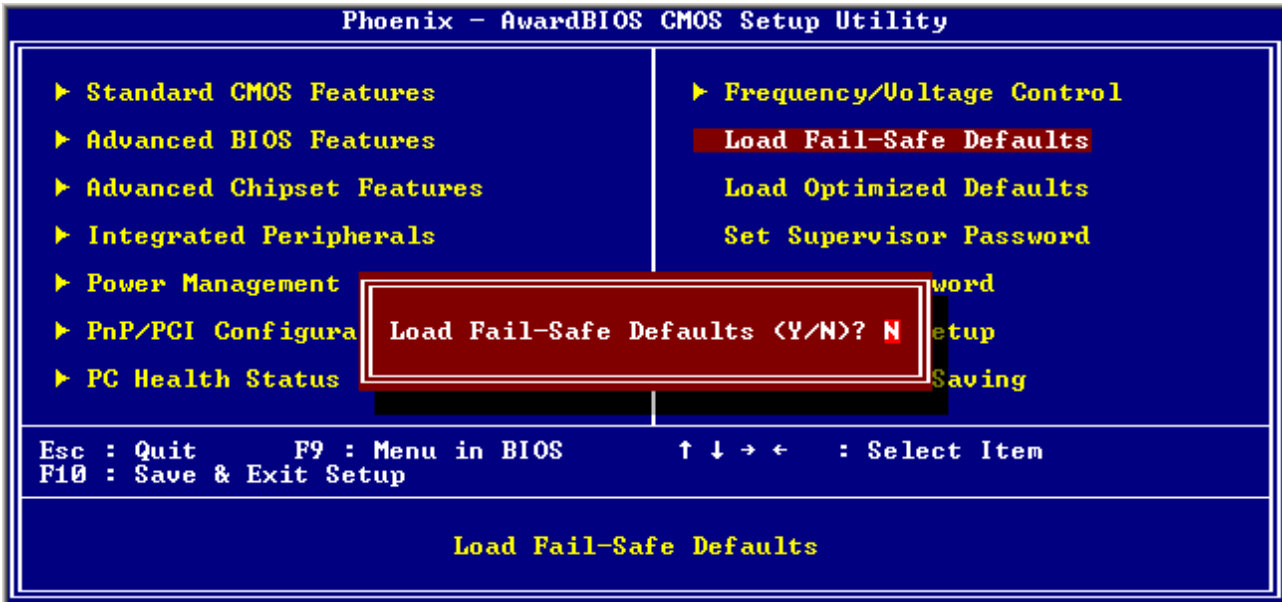 Phoenix - AwardBIOS CMOS Setup Utility
Standard CMOS Features
Advanced BIOS Features
Advanced Chipset Features
Integrated Peripherals
Power Management
PnP/PCI Configura
PC Health Status
Frequency/Voltage Control
Load Fail-Safe Defaults
Load Optimized Defaults
Set Supervisor Password
word
etup
Saving
Load Fail-Safe Defaults (Y/N)? N
Esc : Quit F9 : Menu in BIOS ↑ ↓ → ← : Select Item
F10 : Save & Exit Setup
Load Fail-Safe Defaults